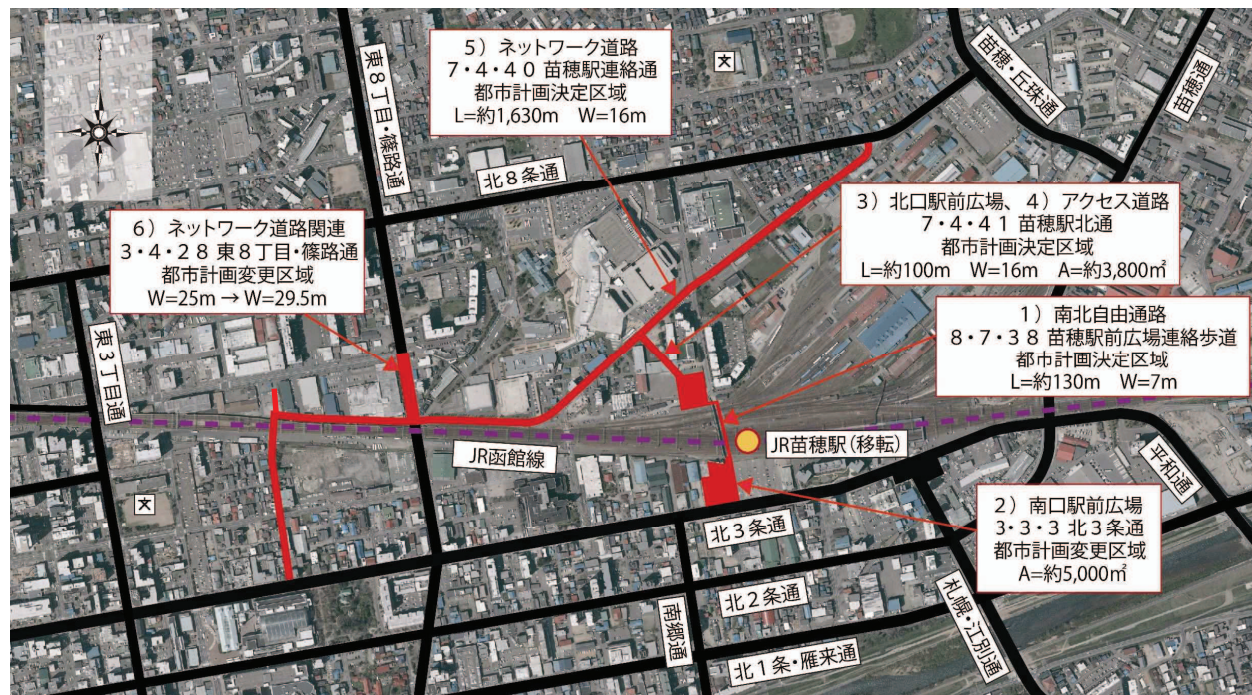 5）ネットワーク道路
7・4・40 苗穂駅連絡通
都市計画決定区域
L=約1,630m　W=16m
文
苗穂・丘珠通
苗穂通
東8丁目・篠路通
北8条通
3）北口駅前広場、4）アクセス道路
7・4・41 苗穂駅北通
都市計画決定区域
L=約100m　W=16m　A=約3,800㎡
6）ネットワーク道路関連
3・4・28 東8丁目・篠路通
都市計画変更区域
W=25m → W=29.5m
1）南北自由通路
8・7・38 苗穂駅前広場連絡歩道
都市計画決定区域
L=約130m　W=7m
東3丁目通
JR函館線
JR苗穂駅（移転）
平和通
文
2）南口駅前広場
3・3・3 北3条通
都市計画変更区域
A=約5,000㎡
北3条通
北2条通
南郷通
北1条・雁来通
札幌・江別通